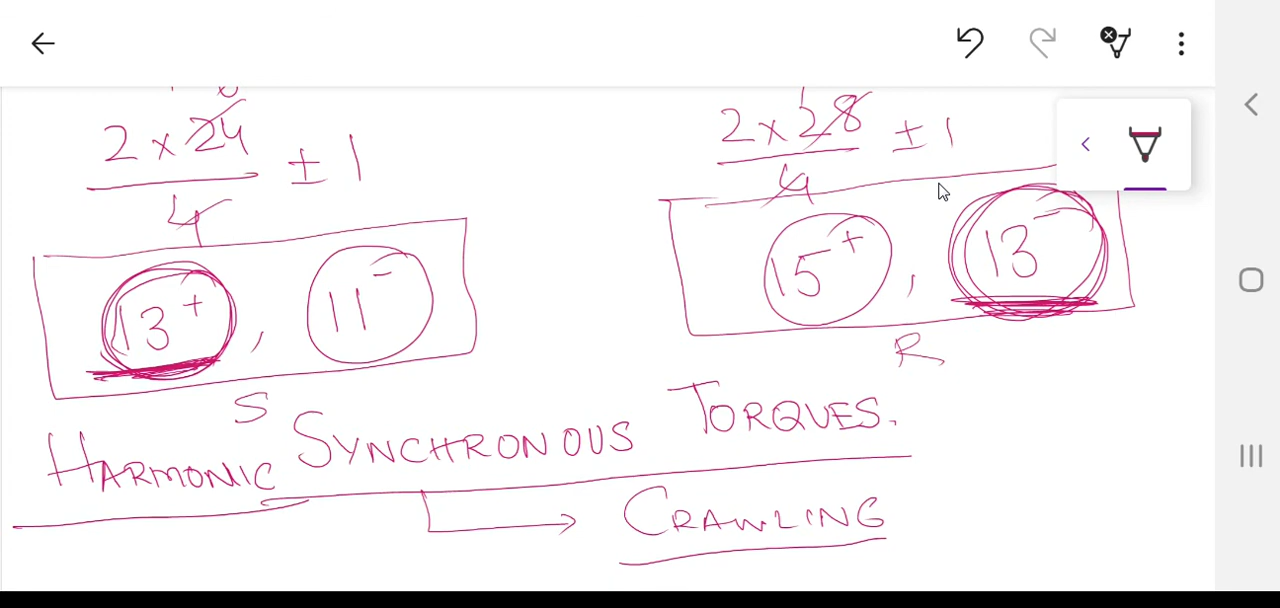 2 × 24 / 4 ± 1
2 × 28 / 4 ± 1
13+, 11-
15+, 13-
S
R
HARMONIC SYNCHRONOUS TORQUES.
CRAWLING